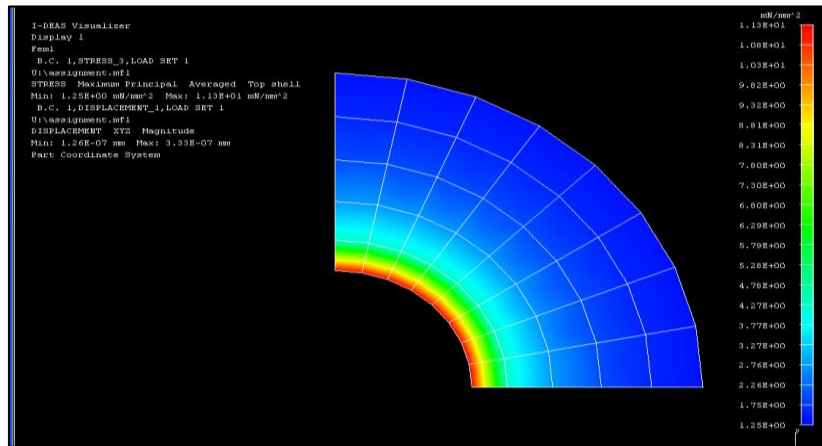 I-DEAS Visualizer
Display 1
Fem1
B.C. 1,STRESS_3,LOAD SET 1
U:\assignment.mf1
STRESS Maximum Principal Averaged Top shell
Min: 1.25E+00 mN/mm^2 Max: 1.13E+01 mN/mm^2
B.C. 1,DISPLACEMENT_1,LOAD SET 1
U:\assignment.mf1
DISPLACEMENT XYZ Magnitude
Min: 1.26E-07 mm Max: 3.33E-07 mm
Part Coordinate System
mN/mm^2
1.13E+01
1.08E+01
1.03E+01
9.82E+00
9.32E+00
8.81E+00
8.31E+00
7.80E+00
7.30E+00
6.80E+00
6.29E+00
5.79E+00
5.28E+00
4.78E+00
4.27E+00
3.77E+00
3.27E+00
2.76E+00
2.26E+00
1.75E+00
1.25E+00